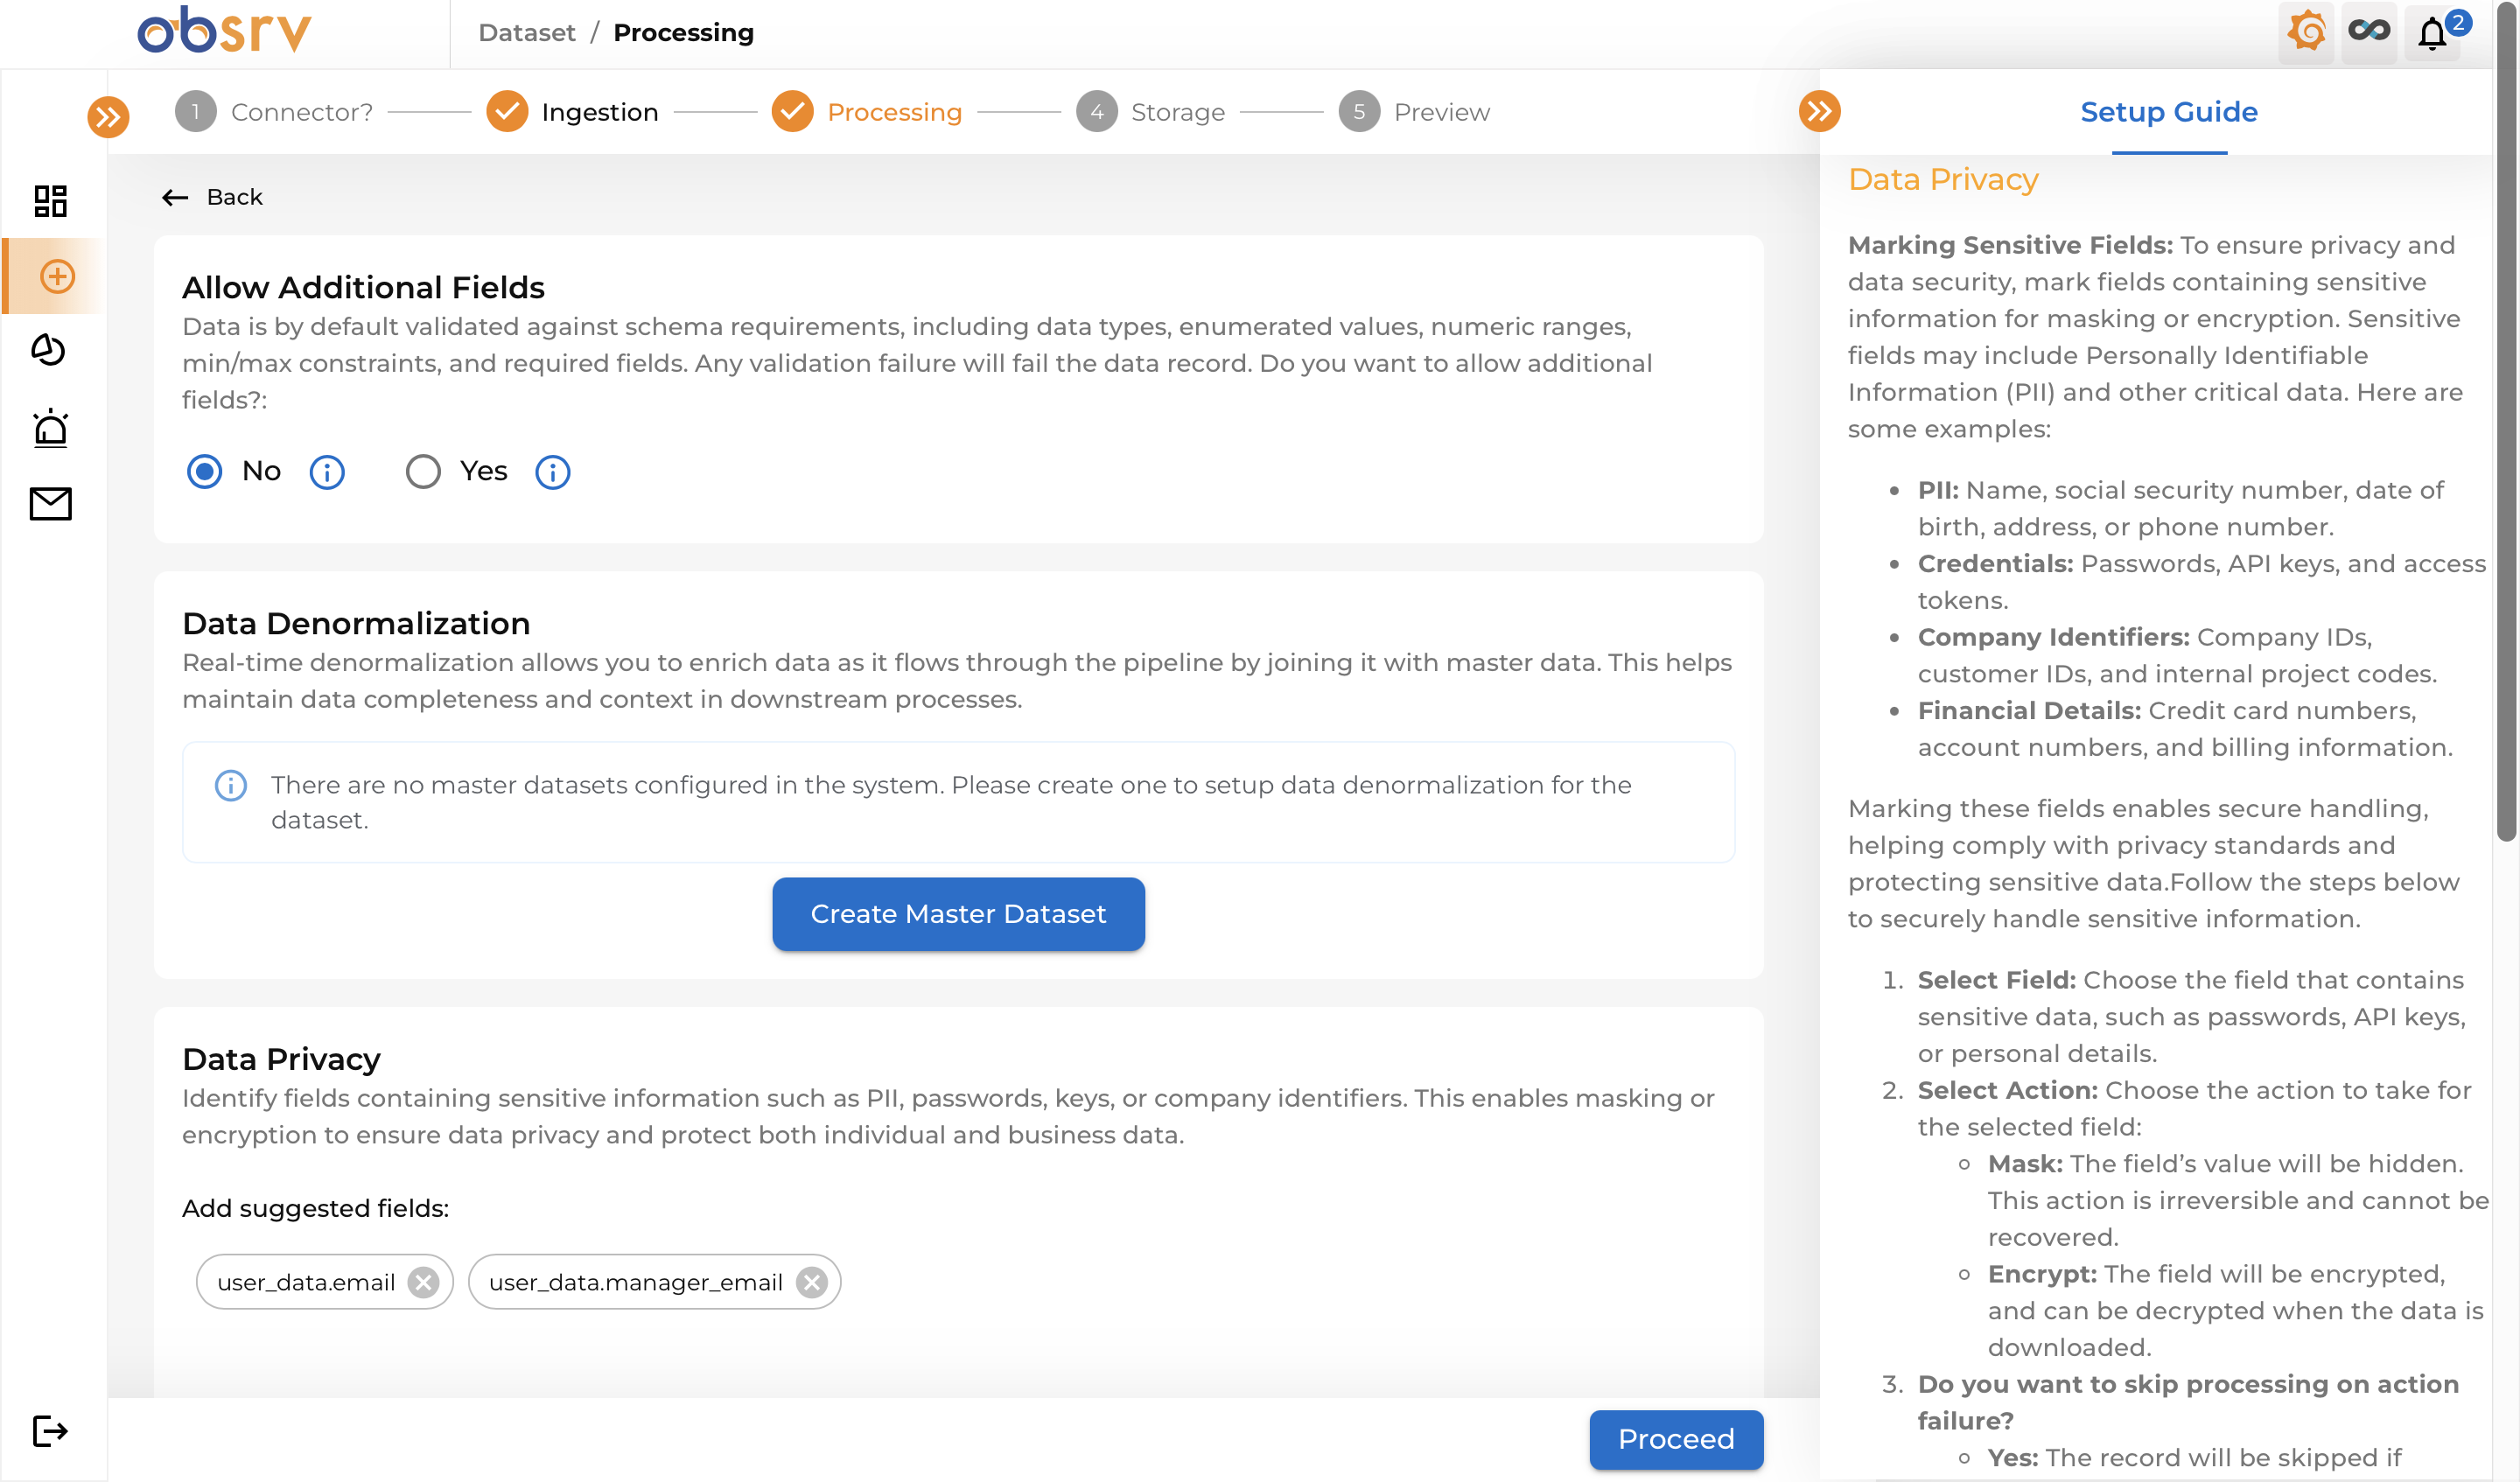 obsrv
Dataset / Processing
2
1 Connector?
Ingestion
Processing
4 Storage
5 Preview
Back
Allow Additional Fields
Data is by default validated against schema requirements, including data types, enumerated values, numeric ranges,
min/max constraints, and required fields. Any validation failure will fail the data record. Do you want to allow additional
fields?:
No
Yes
Data Denormalization
Real-time denormalization allows you to enrich data as it flows through the pipeline by joining it with master data. This helps
maintain data completeness and context in downstream processes.
There are no master datasets configured in the system. Please create one to setup data denormalization for the
dataset.
Create Master Dataset
Data Privacy
Identify fields containing sensitive information such as PII, passwords, keys, or company identifiers. This enables masking or
encryption to ensure data privacy and protect both individual and business data.
Add suggested fields:
user_data.email
user_data.manager_email
Proceed
Setup Guide
Data Privacy
Marking Sensitive Fields: To ensure privacy and
data security, mark fields containing sensitive
information for masking or encryption. Sensitive
fields may include Personally Identifiable
Information (PII) and other critical data. Here are
some examples:
• PII: Name, social security number, date of
birth, address, or phone number.
• Credentials: Passwords, API keys, and access
tokens.
• Company Identifiers: Company IDs,
customer IDs, and internal project codes.
• Financial Details: Credit card numbers,
account numbers, and billing information.
Marking these fields enables secure handling,
helping comply with privacy standards and
protecting sensitive data.Follow the steps below
to securely handle sensitive information.
1. Select Field: Choose the field that contains
sensitive data, such as passwords, API keys,
or personal details.
2. Select Action: Choose the action to take for
the selected field:
Mask: The field’s value will be hidden.
This action is irreversible and cannot be
recovered.
Encrypt: The field will be encrypted,
and can be decrypted when the data is
downloaded.
3. Do you want to skip processing on action
failure?
Yes: The record will be skipped if